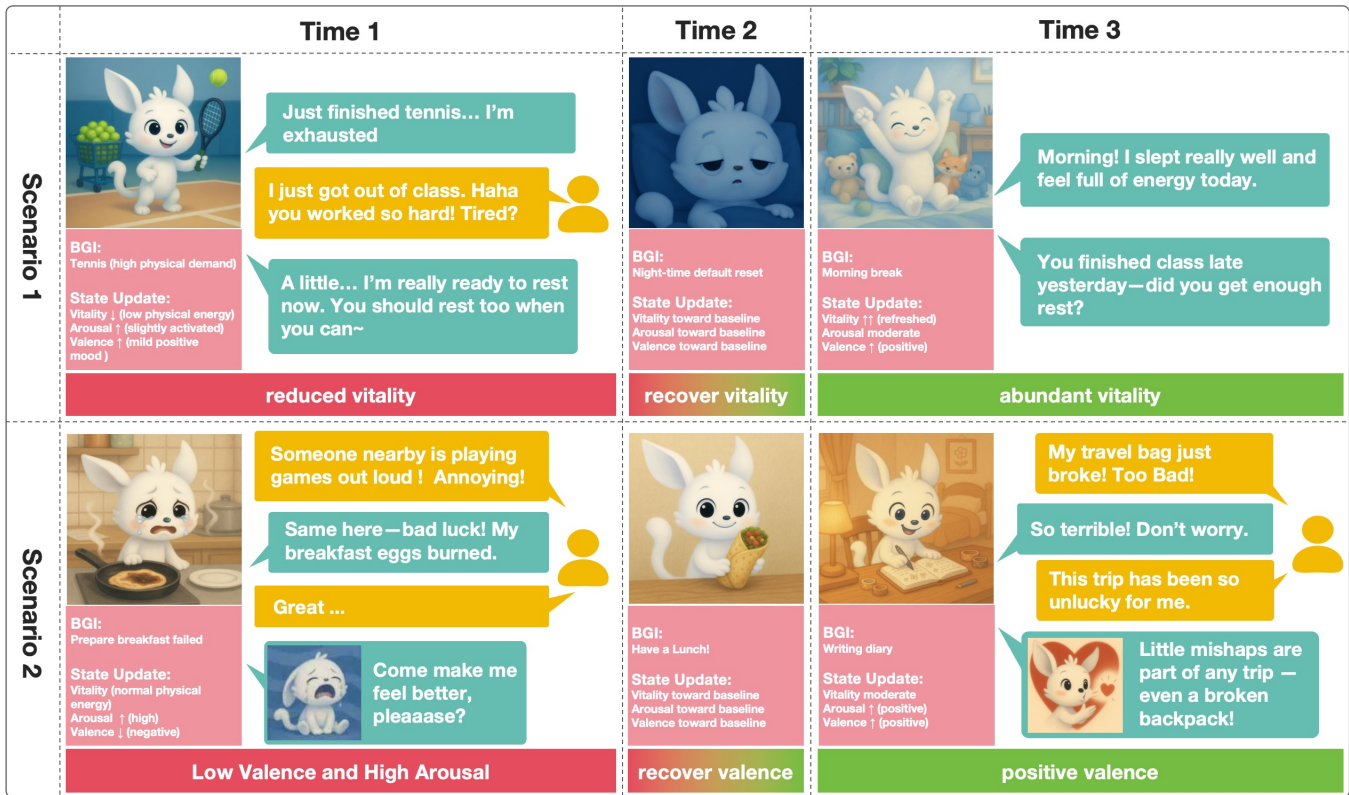 Time 1
Time 2
Time 3
Scenario 1
Just finished tennis... I'm
exhausted
I just got out of class. Haha
you worked so hard! Tired?
A little... I'm really ready to rest
now. You should rest too when
you can~
BGI:
Tennis (high physical demand)
State Update:
Vitality ↓ (low physical energy)
Arousal ↑ (slightly activated)
Valence ↑ (mild positive
mood )
reduced vitality
BGI:
Night-time default reset
State Update:
Vitality toward baseline
Arousal toward baseline
Valence toward baseline
recover vitality
Morning! I slept really well and
feel full of energy today.
You finished class late
yesterday—did you get enough
rest?
BGI:
Morning break
State Update:
Vitality ↑↑ (refreshed)
Arousal moderate
Valence ↑ (positive)
abundant vitality
Scenario 2
Someone nearby is playing
games out loud ! Annoying!
Same here—bad luck! My
breakfast eggs burned.
Great ...
Come make me
feel better,
pleaaase?
BGI:
Prepare breakfast failed
State Update:
Vitality (normal physical
energy)
Arousal ↑ (high)
Valence ↓ (negative)
Low Valence and High Arousal
BGI:
Have a Lunch!
State Update:
Vitality toward baseline
Arousal toward baseline
Valence toward baseline
recover valence
My travel bag just
broke! Too Bad!
So terrible! Don't worry.
This trip has been so
unlucky for me.
Little mishaps are
part of any trip —
even a broken
backpack!
BGI:
Writing diary
State Update:
Vitality moderate
Arousal ↑ (positive)
Valence ↑ (positive)
positive valence